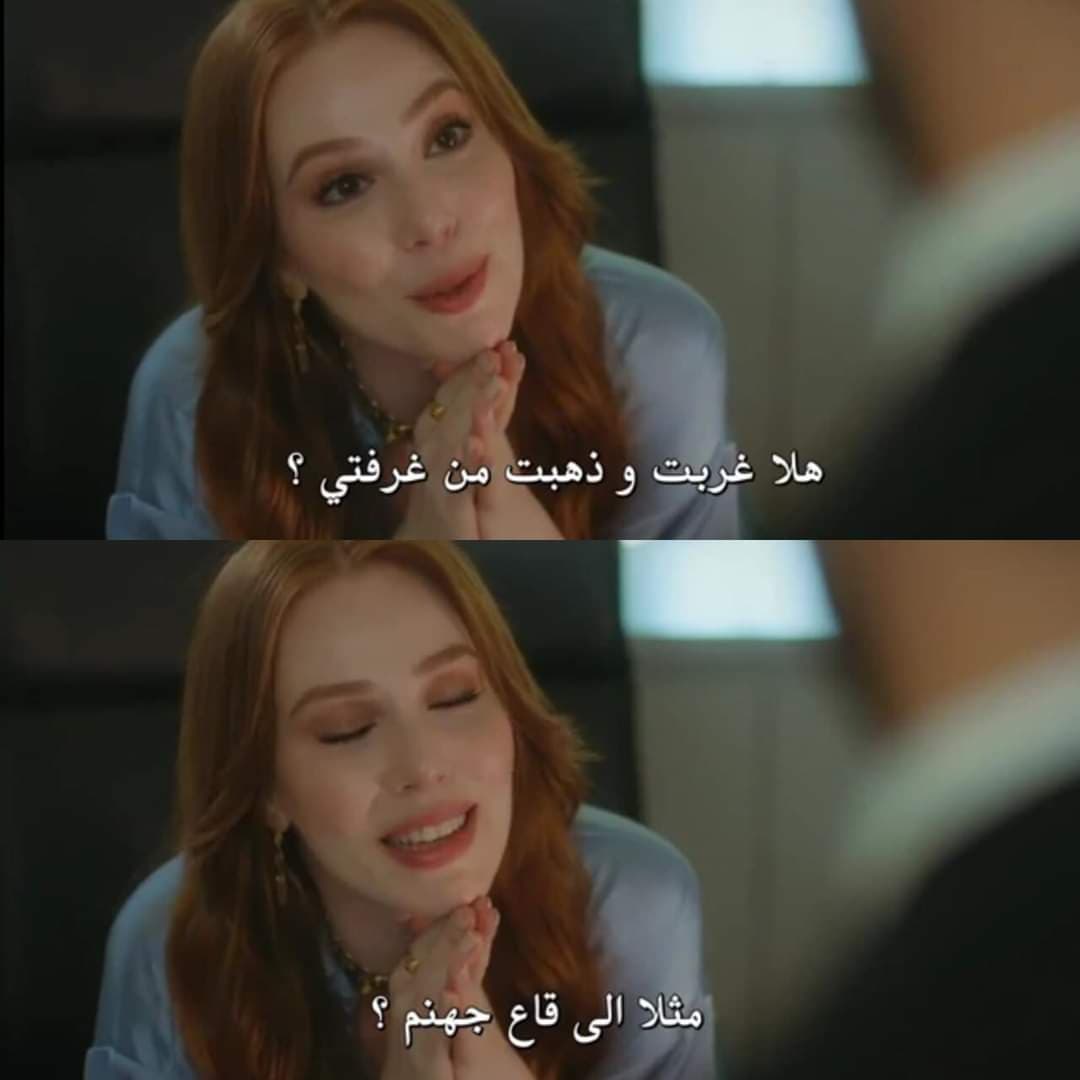 هلا غربت و ذهبت من غرفتي ؟
مثلا الى قاع جهنم ؟